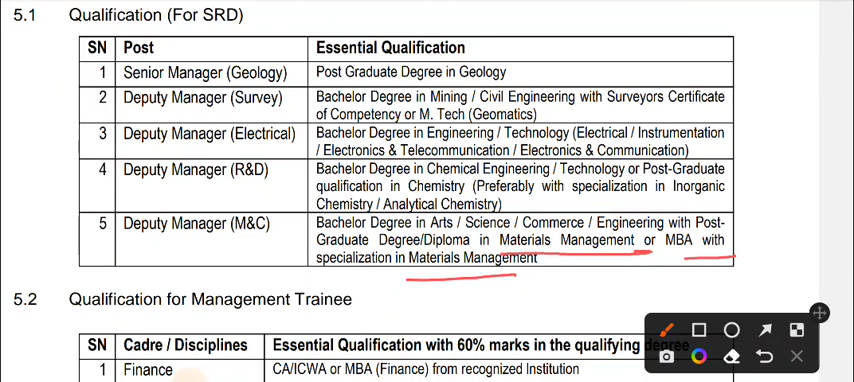 5.1 Qualification (For SRD)
SN Post Essential Qualification
1 Senior Manager (Geology) Post Graduate Degree in Geology
2 Deputy Manager (Survey) Bachelor Degree in Mining / Civil Engineering with Surveyors Certificate
of Competency or M. Tech (Geomatics)
3 Deputy Manager (Electrical) Bachelor Degree in Engineering / Technology (Electrical / Instrumentation
/ Electronics & Telecommunication / Electronics & Communication)
4 Deputy Manager (R&D) Bachelor Degree in Chemical Engineering / Technology or Post-Graduate
qualification in Chemistry (Preferably with specialization in Inorganic
Chemistry / Analytical Chemistry)
5 Deputy Manager (M&C) Bachelor Degree in Arts / Science / Commerce / Engineering with Post-
Graduate Degree/Diploma in Materials Management or MBA with
specialization in Materials Management
5.2 Qualification for Management Trainee
SN Cadre / Disciplines Essential Qualification with 60% marks in the qualifying degree
1 Finance CA/ICWA or MBA (Finance) from recognized Institution